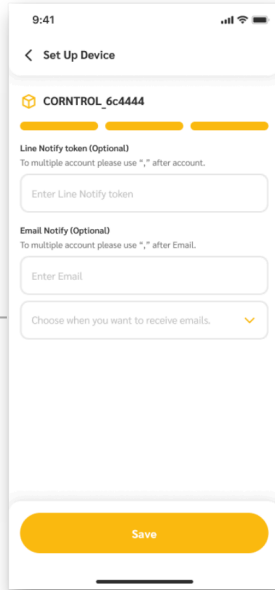 9:41
Set Up Device
CORNTROL_6c4444
Line Notify token (Optional)
To multiple account please use "," after account.
Enter Line Notify token
Email Notify (Optional)
To multiple account please use "," after Email.
Enter Email
Choose when you want to receive emails.
Save